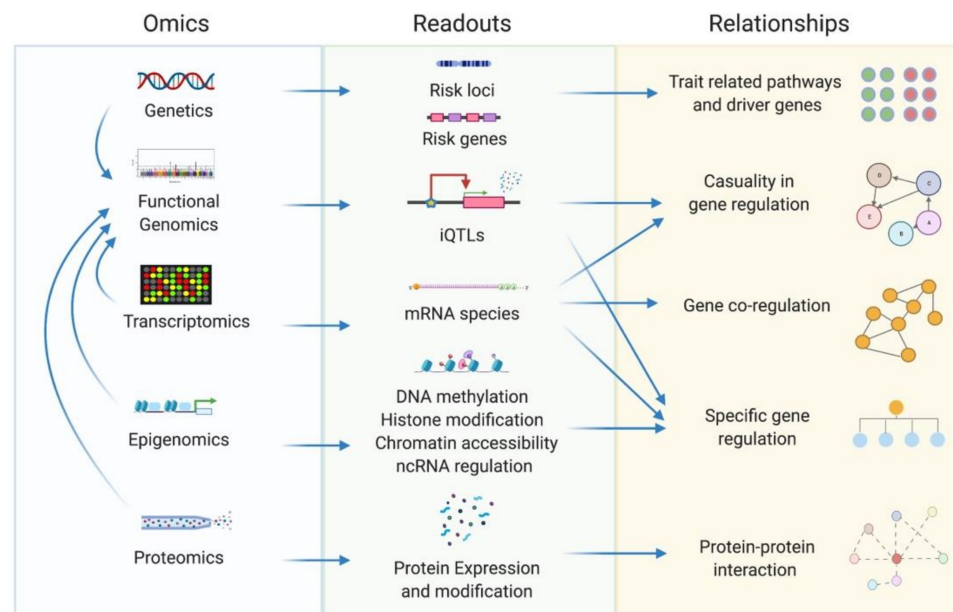 Omics
Readouts
Relationships
Genetics
Functional
Genomics
Transcriptomics
Epigenomics
Proteomics
Risk loci
Risk genes
iQTLs
mRNA species
DNA methylation
Histone modification
Chromatin accessibility
ncRNA regulation
Protein Expression
and modification
Trait related pathways
and driver genes
Casuality in
gene regulation
D
C
E
A
B
Gene co-regulation
Specific gene
regulation
Protein-protein
interaction